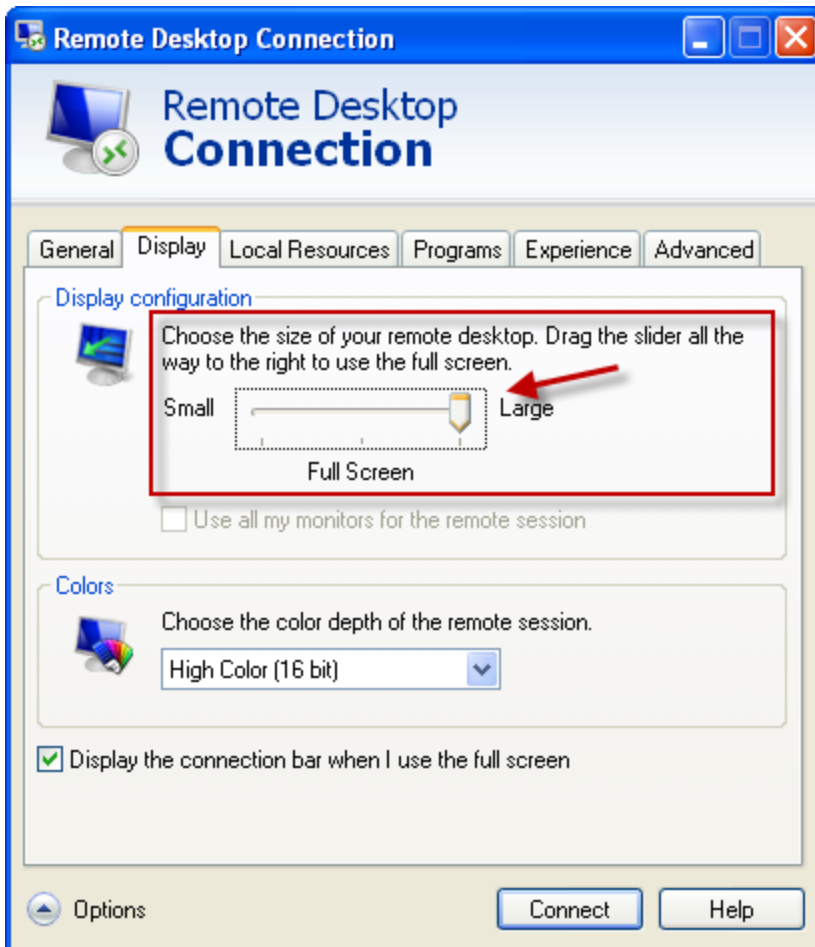 Remote Desktop Connection
Remote Desktop
Connection
General Display Local Resources Programs Experience Advanced
Display configuration
Choose the size of your remote desktop. Drag the slider all the
way to the right to use the full screen.
Small Large
Full Screen
Use all my monitors for the remote session
Colors
Choose the color depth of the remote session.
High Color (16 bit)
Display the connection bar when I use the full screen
Options Connect Help